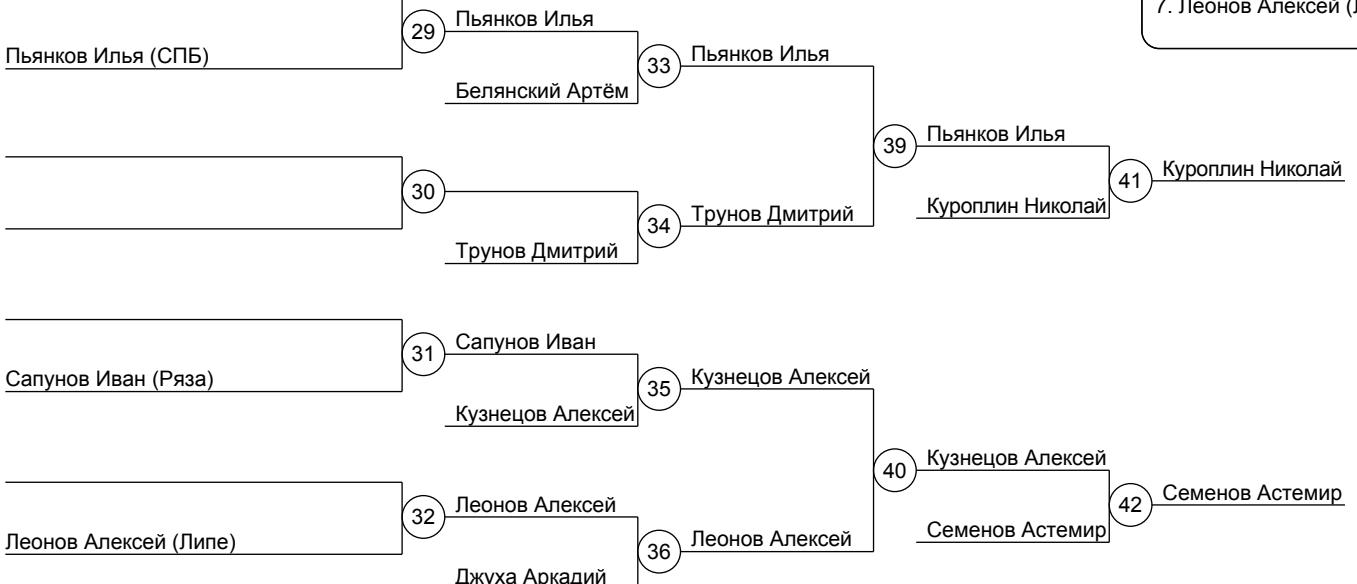 7. Леонов Алексей (
Пьянков Илья (СПБ)
29
Пьянков Илья
Белянский Артём
33
Пьянков Илья
30
Трунов Дмитрий
34
Трунов Дмитрий
39
Пьянков Илья
Куроплин Николай
41
Куроплин Николай
Сапунов Иван (Ряза)
31
Сапунов Иван
Кузнецов Алексей
35
Кузнецов Алексей
Леонов Алексей (Липе)
32
Леонов Алексей
Джуха Аркадий
36
Леонов Алексей
40
Кузнецов Алексей
Семенов Астемир
42
Семенов Астемир